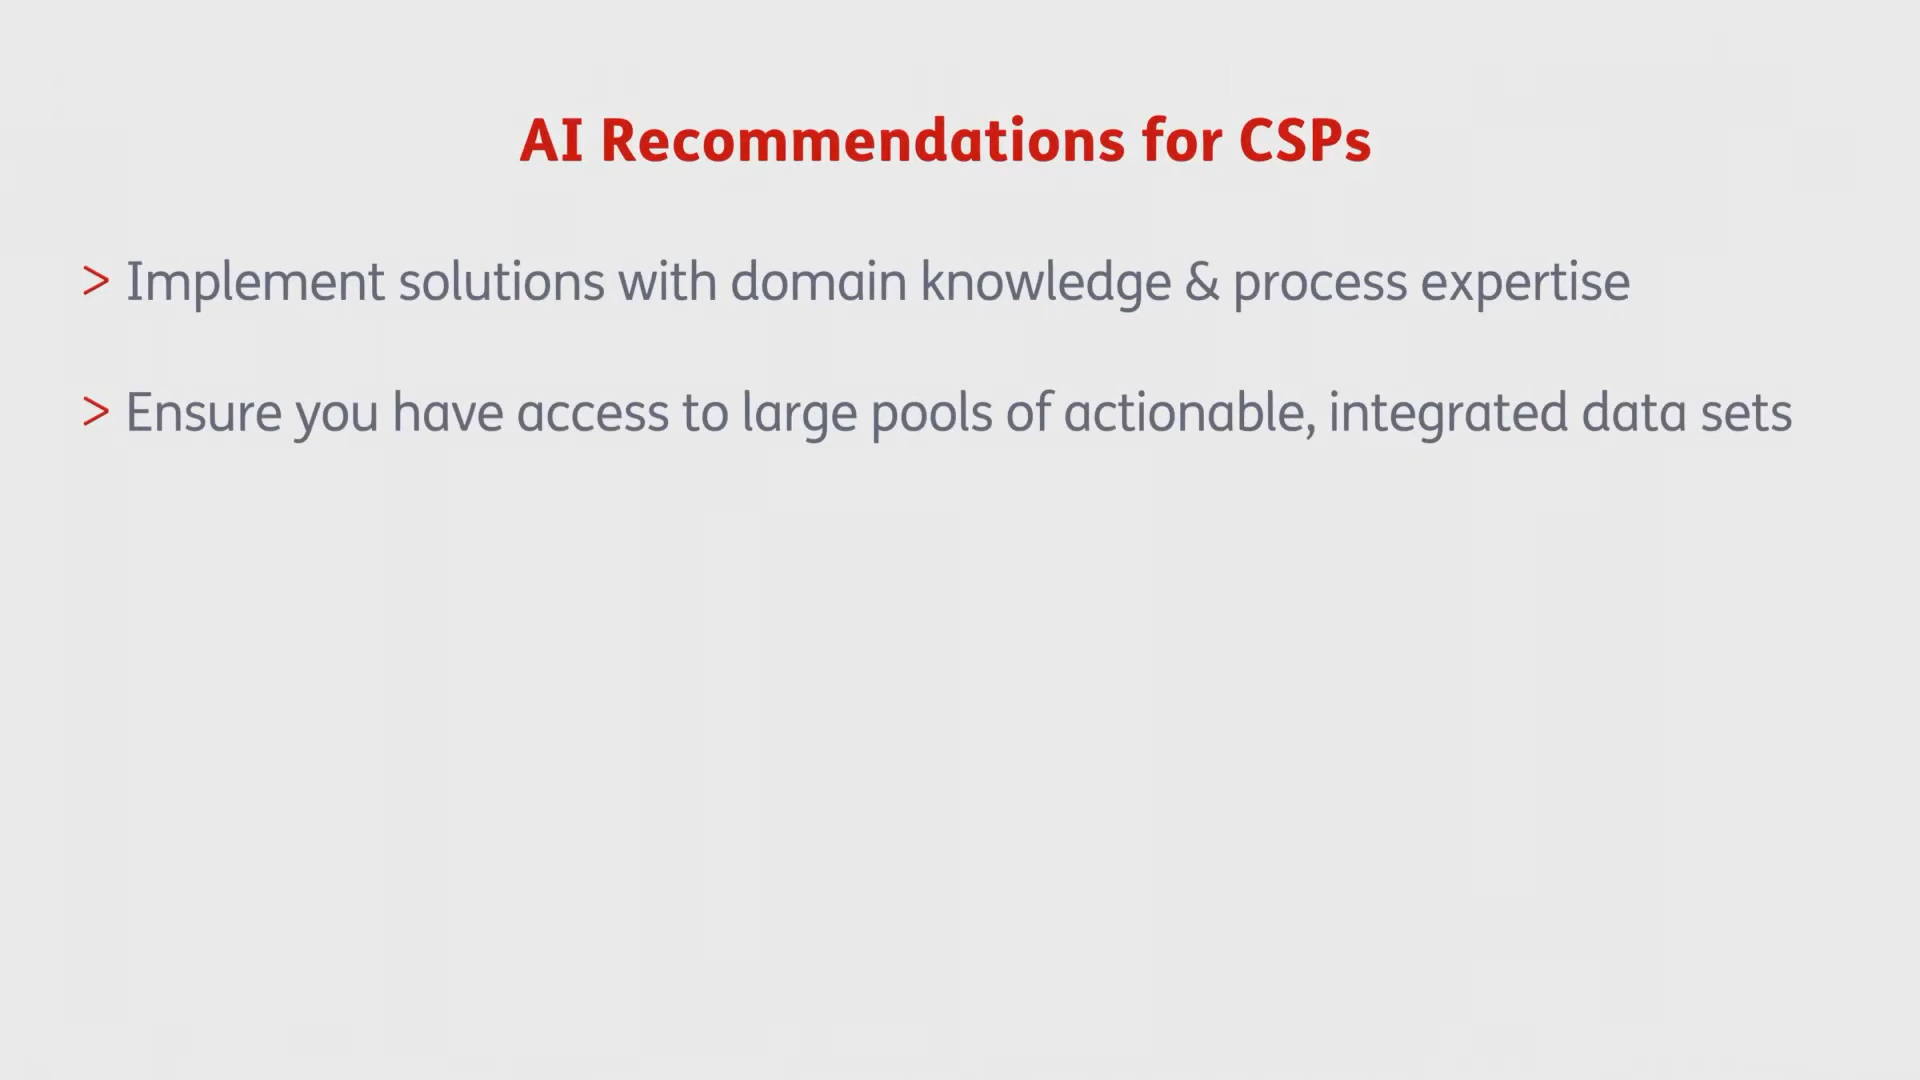 AI Recommendations for CSPs
> Implement solutions with domain knowledge & process expertise
> Ensure you have access to large pools of actionable, integrated data sets